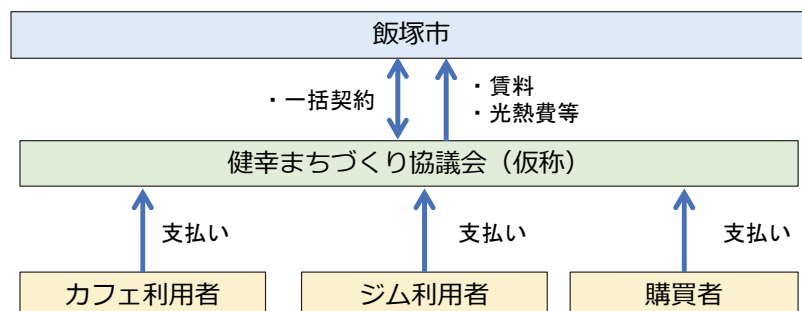 飯塚市
・一括契約
・賃料
・光熱費等
健幸まちづくり協議会（仮称）
支払い
支払い
支払い
カフェ利用者
ジム利用者
購買者